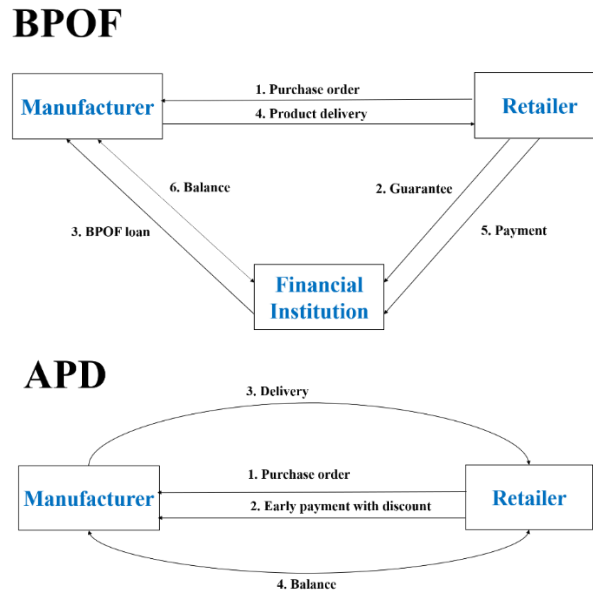 BPOF
1. Purchase order
Manufacturer
Retailer
4. Product delivery
6. Balance
2. Guarantee
3. BPOF loan
5. Payment
Financial
Institution
APD
3. Delivery
1. Purchase order
Manufacturer
Retailer
2. Early payment with discount
4. Balance